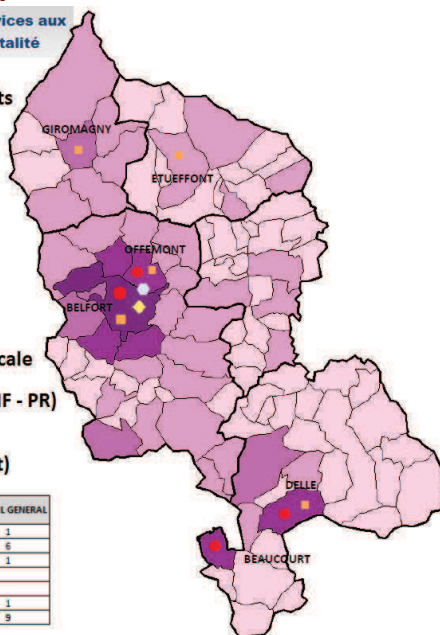 vices aux
talité
ts
GIROMAGNY
ETUEFFONT
OFFEMONT
BELFORT
cale
IF - PR)
t)
L GENERAL
1
6
1
1
9
DELLE
BEAUCOURT